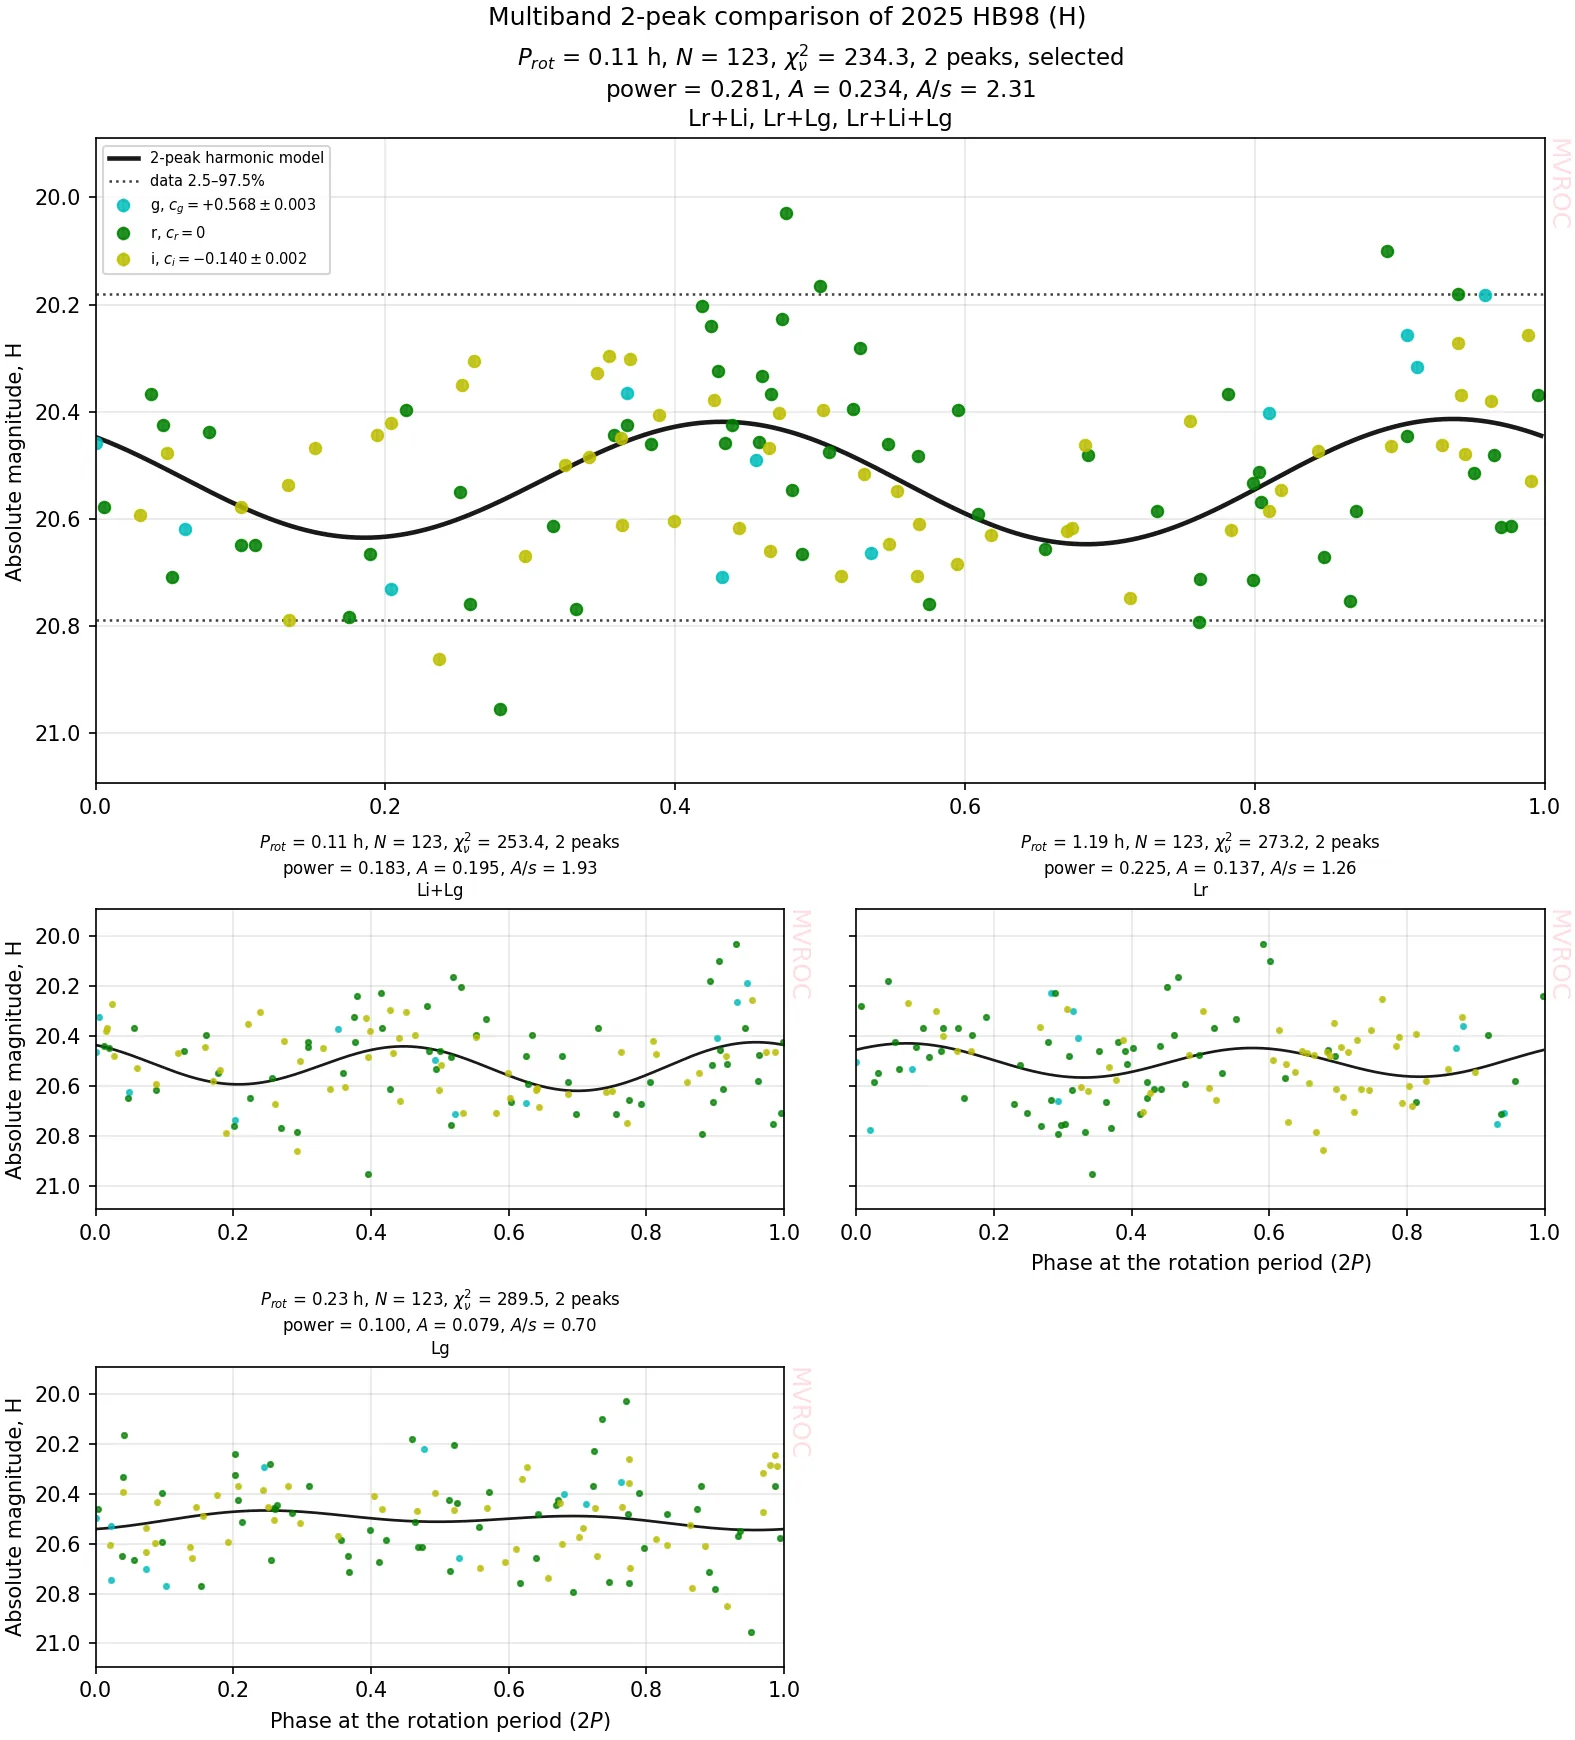 Multiband 2-peak comparison of 2025 HB98 (H)
P_rot = 0.11 h, N = 123, χ²_ν = 234.3, 2 peaks, selected
power = 0.281, A = 0.234, A/s = 2.31
Lr+Li, Lr+Lg, Lr+Li+Lg
2-peak harmonic model
data 2.5–97.5%
g, c_g = +0.568 ± 0.003
r, c_r = 0
i, c_i = −0.140 ± 0.002
MVROC
Absolute magnitude, H
20.0
20.2
20.4
20.6
20.8
21.0
0.0 0.2 0.4 0.6 0.8 1.0
P_rot = 0.11 h, N = 123, χ²_ν = 253.4, 2 peaks
power = 0.183, A = 0.195, A/s = 1.93
Li+Lg
MVROC
Absolute magnitude, H
20.0
20.2
20.4
20.6
20.8
21.0
0.0 0.2 0.4 0.6 0.8 1.0
P_rot = 1.19 h, N = 123, χ²_ν = 273.2, 2 peaks
power = 0.225, A = 0.137, A/s = 1.26
Lr
MVROC
0.0 0.2 0.4 0.6 0.8 1.0
Phase at the rotation period (2P)
P_rot = 0.23 h, N = 123, χ²_ν = 289.5, 2 peaks
power = 0.100, A = 0.079, A/s = 0.70
Lg
MVROC
Absolute magnitude, H
20.0
20.2
20.4
20.6
20.8
21.0
0.0 0.2 0.4 0.6 0.8 1.0
Phase at the rotation period (2P)